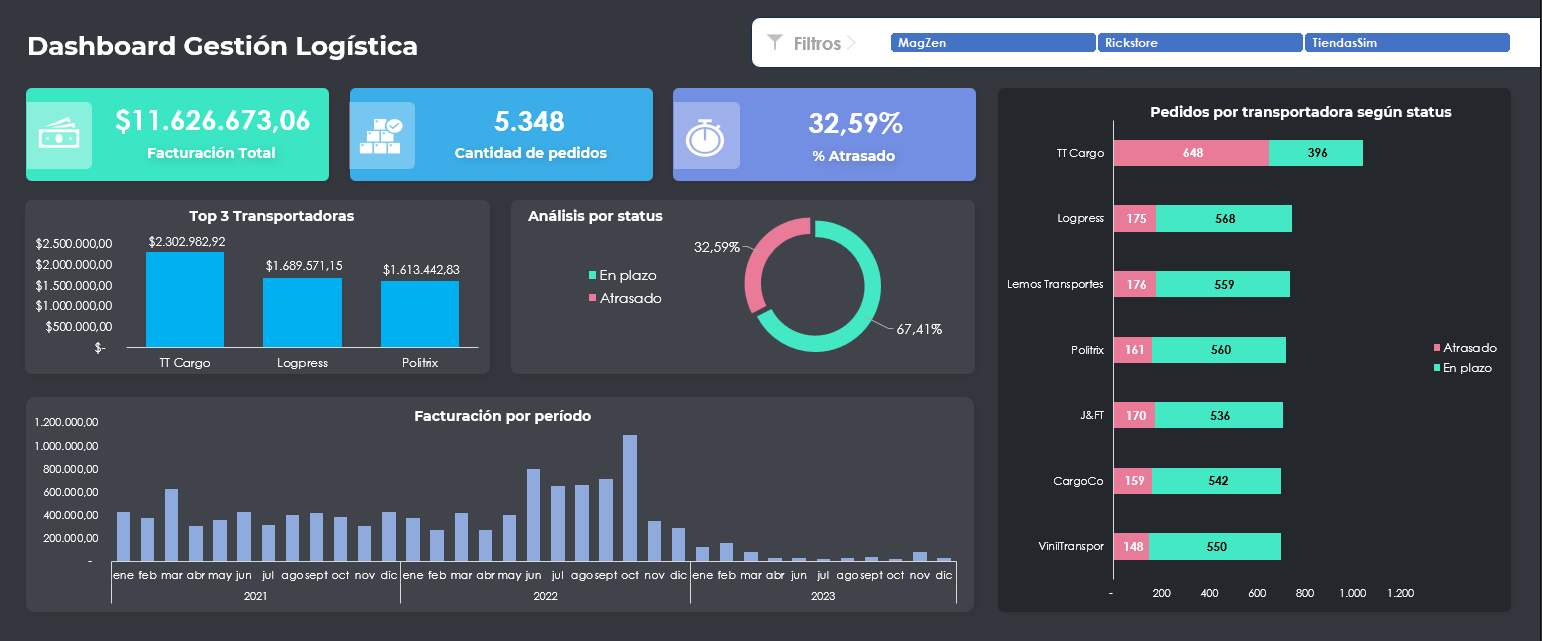 Dashboard Gestión Logística
Filtros
MagZen
Rickstore
TiendasSim
$11.626.673,06
Facturación Total
5.348
Cantidad de pedidos
32,59%
% Atrasado
Top 3 Transportadoras
$2.500.000,00
$2.000.000,00
$1.500.000,00
$1.000.000,00
$500.000,00
$-
$2.302.982,92
$1.689.571,15
$1.613.442,83
TT Cargo
Logpress
Politrix
Análisis por status
En plazo
Atrasado
32,59%
67,41%
Facturación por período
1.200.000,00
1.000.000,00
800.000,00
600.000,00
400.000,00
200.000,00
-
ene feb mar abr may jun jul ago sept oct nov dic ene feb mar abr may jun jul ago sept oct nov dic ene feb mar abr jun jul ago sept oct nov dic
2021 2022 2023
Pedidos por transportadora según status
TT Cargo 648 396
Logpress 175 568
Lemos Transportes 176 559
Politrix 161 560
J&FT 170 536
CargoCo 159 542
VinilTranspor 148 550
- 200 400 600 800 1.000 1.200
Atrasado
En plazo